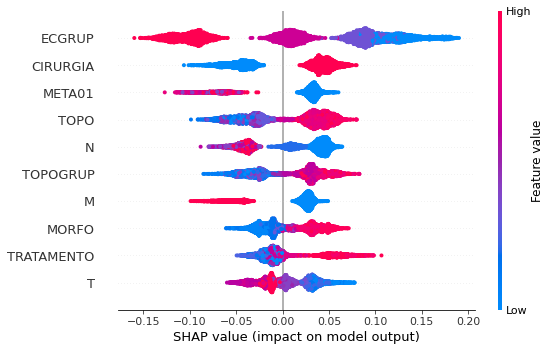 High
ECGRUP
CIRURGIA
META01
TOPO
N
TOPOGRUP
M
MORFO
TRATAMENTO
T
Feature value
Low
−0.15 −0.10 −0.05 0.00 0.05 0.10 0.15 0.20
SHAP value (impact on model output)